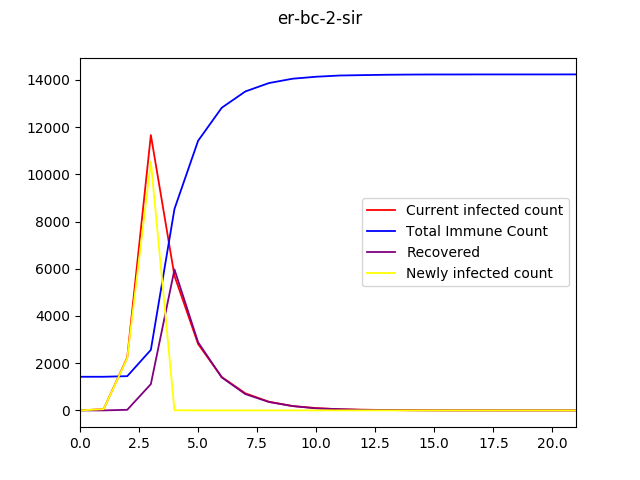 er-bc-2-sir
14000
12000
10000
8000
6000
4000
2000
0
Current infected count
Total Immune Count
Recovered
Newly infected count
0.0 2.5 5.0 7.5 10.0 12.5 15.0 17.5 20.0